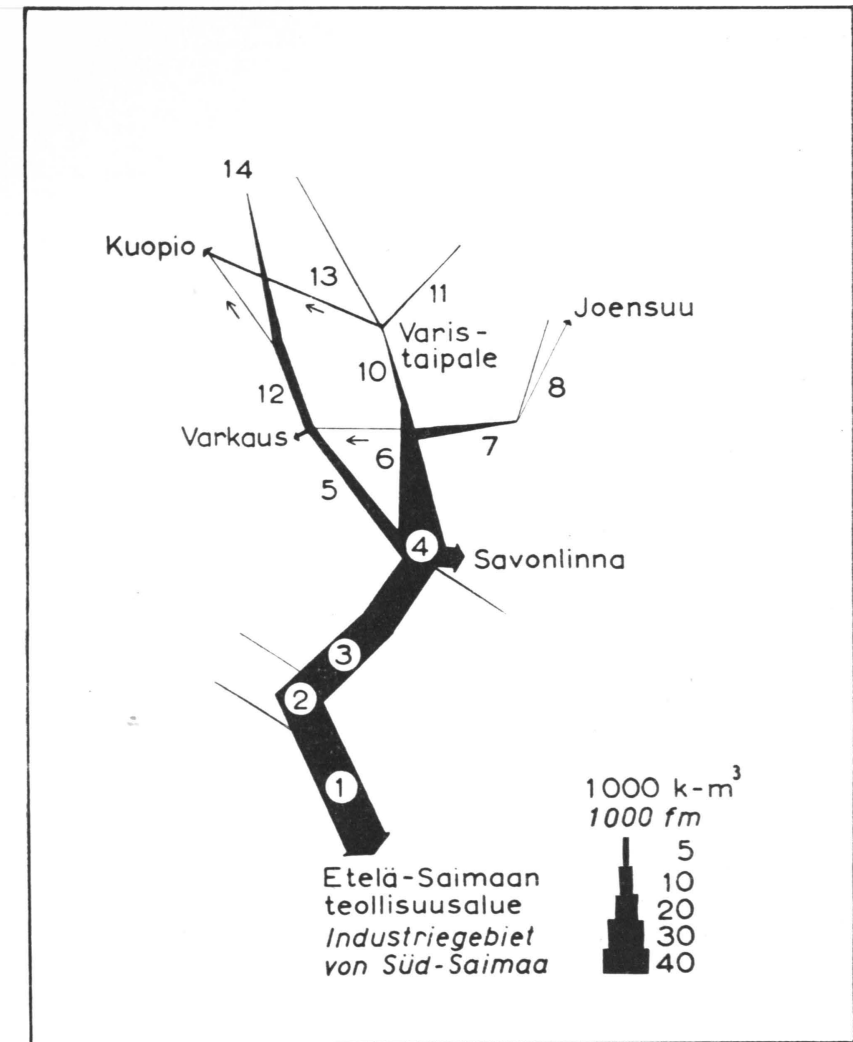 14
Kuopio
13
11
Varis-
taipale
Joensuu
10
8
12
Varkaus
6
7
5
4
Savonlinna
3
2
1
1000 k-m³
1000 fm
5
10
20
30
40
Etelä-Saimaan
teollisuusalue
Industriegebiet
von Süd-Saimaa